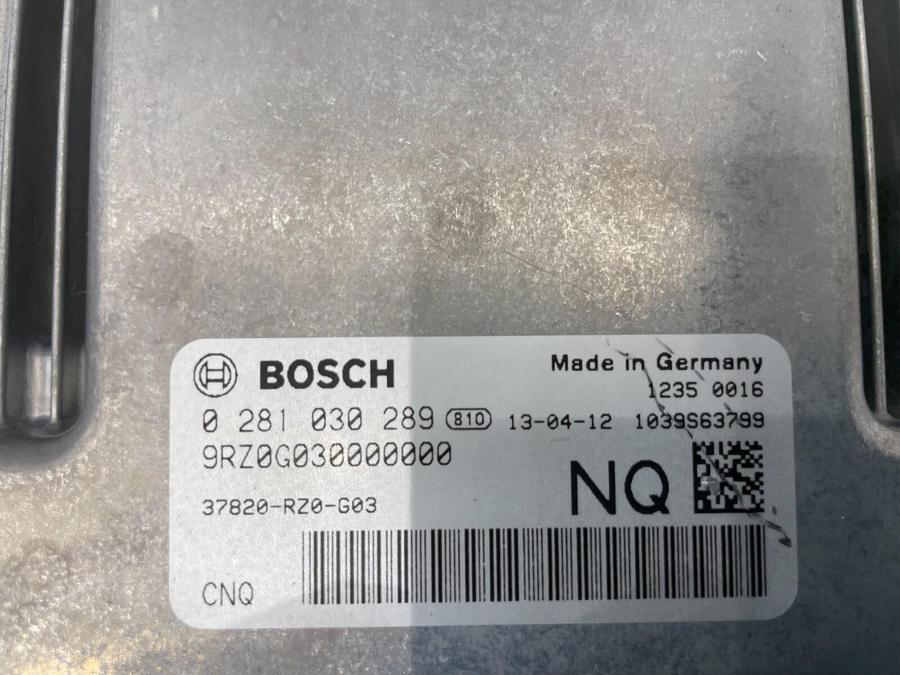 BOSCH
Made in Germany
1235 0016
0 281 030 289 810 13-04-12 1039S63799
9RZ0G030000000
37820-RZ0-G03
NQ
CNQ